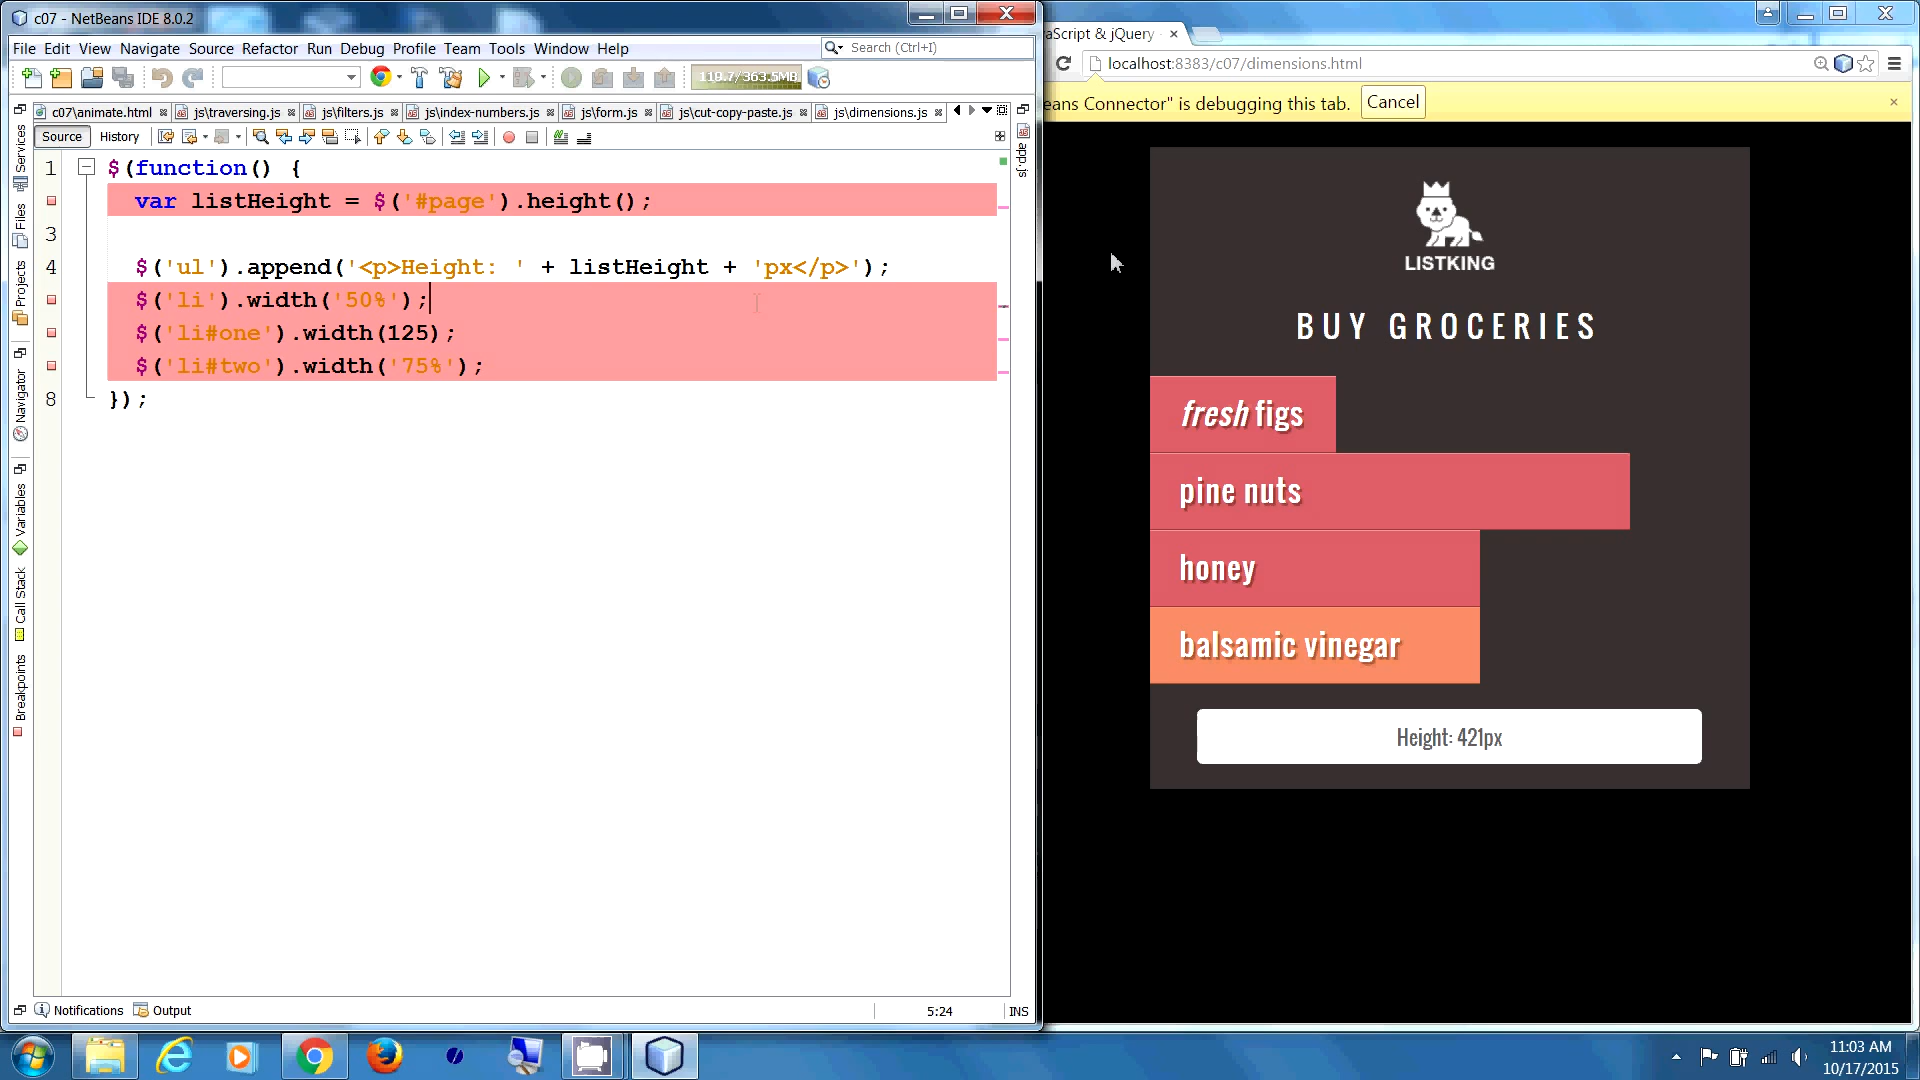 c07 - NetBeans IDE 8.0.2
File Edit View Navigate Source Refactor Run Debug Profile Team Tools Window Help
Search (Ctrl+I)
119.7/363.5MB
c07\animate.html
js\traversing.js
js\filters.js
js\index-numbers.js
js\form.js
js\cut-copy-paste.js
js\dimensions.js
Source History
Services
Files
Projects
Navigator
Variables
Call Stack
Breakpoints
app.js
1 $(function() {
var listHeight = $('#page').height();
3
4 $('ul').append('<p>Height: ' + listHeight + 'px</p>');
$('li').width('50%');
$('li#one').width(125);
$('li#two').width('75%');
8 });
Notifications Output
5:24
INS
aScript & jQuery
localhost:8383/c07/dimensions.html
eans Connector" is debugging this tab. Cancel
LISTKING
BUY GROCERIES
fresh figs
pine nuts
honey
balsamic vinegar
Height: 421px
11:03 AM
10/17/2015